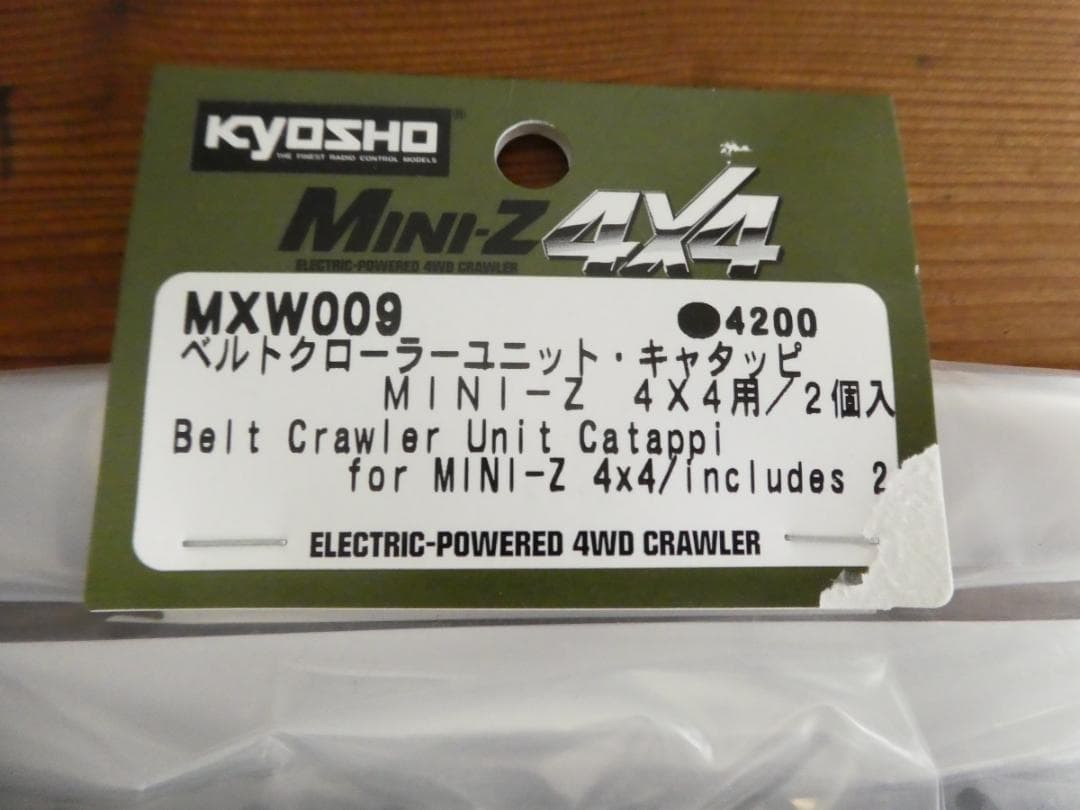 KYOSHO®
THE FINEST RADIO CONTROL MODELS
MINI-Z 4X4
ELECTRIC-POWERED 4WD CRAWLER
MXW009 ●4200
ベルトクローラーユニット・キャタッピ
MINI-Z 4X4用/2個入
Belt Crawler Unit Catappi
for MINI-Z 4x4/includes 2
ELECTRIC-POWERED 4WD CRAWLER